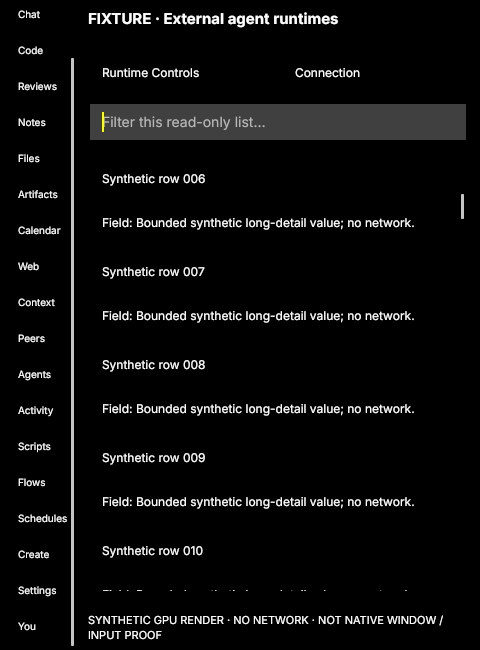 Chat
Code
Reviews
Notes
Files
Artifacts
Calendar
Web
Context
Peers
Agents
Activity
Scripts
Flows
Schedules
Create
Settings
You
FIXTURE · External agent runtimes
Runtime Controls
Connection
Filter this read-only list...
Synthetic row 006
Field: Bounded synthetic long-detail value; no network.
Synthetic row 007
Field: Bounded synthetic long-detail value; no network.
Synthetic row 008
Field: Bounded synthetic long-detail value; no network.
Synthetic row 009
Field: Bounded synthetic long-detail value; no network.
Synthetic row 010
SYNTHETIC GPU RENDER · NO NETWORK · NOT NATIVE WINDOW /
INPUT PROOF